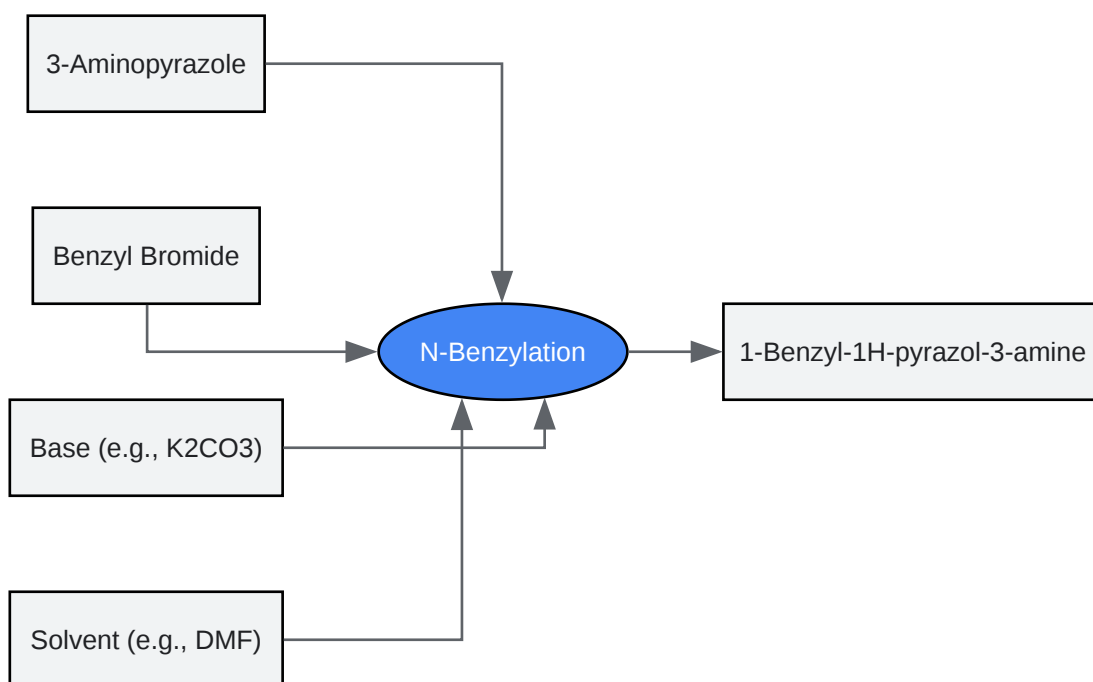 3-Aminopyrazole
Benzyl Bromide
N-Benzylation
1-Benzyl-1H-pyrazol-3-amine
Base (e.g., K2CO3)
Solvent (e.g., DMF)